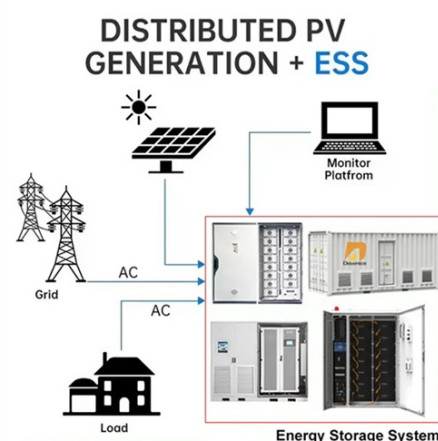 DISTRIBUTED PV
GENERATION + ESS
Monitor
Platfrom
AC
Grid
AC
Load
Energy Storage System